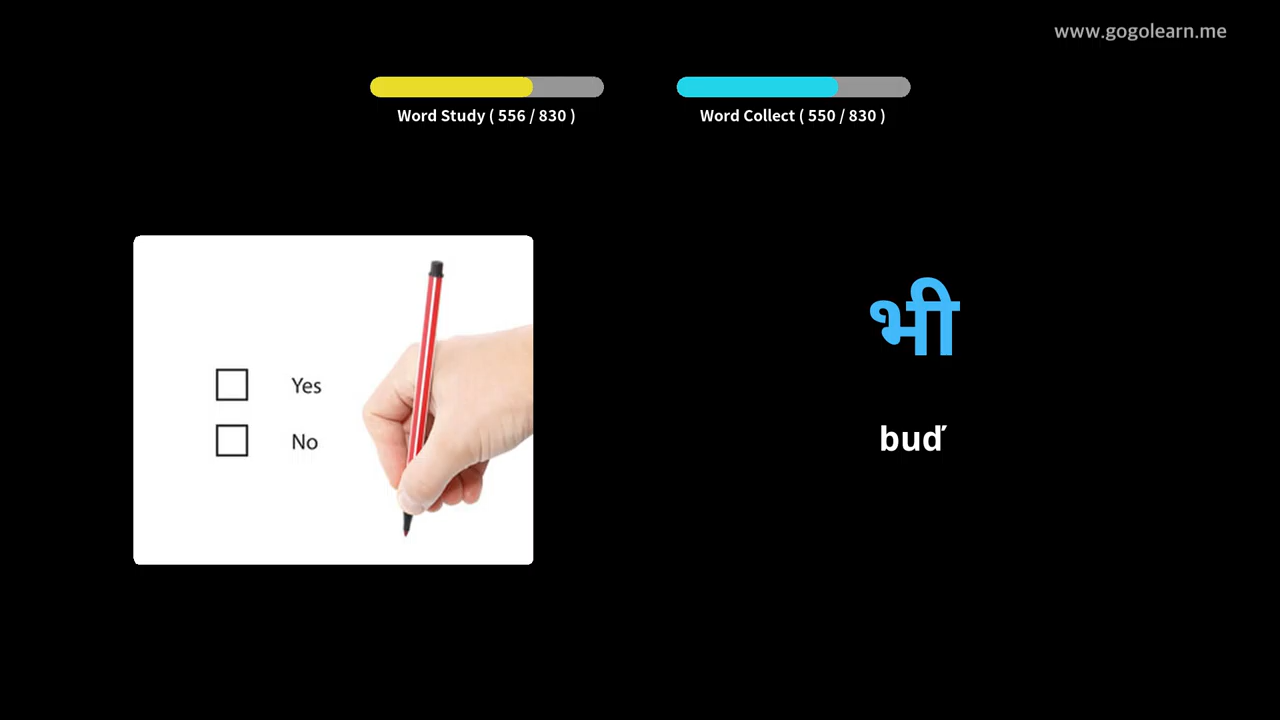 www.gogolearn.me
Word Study ( 556 / 830 )
Word Collect ( 550 / 830 )
Yes
No
भी
buď